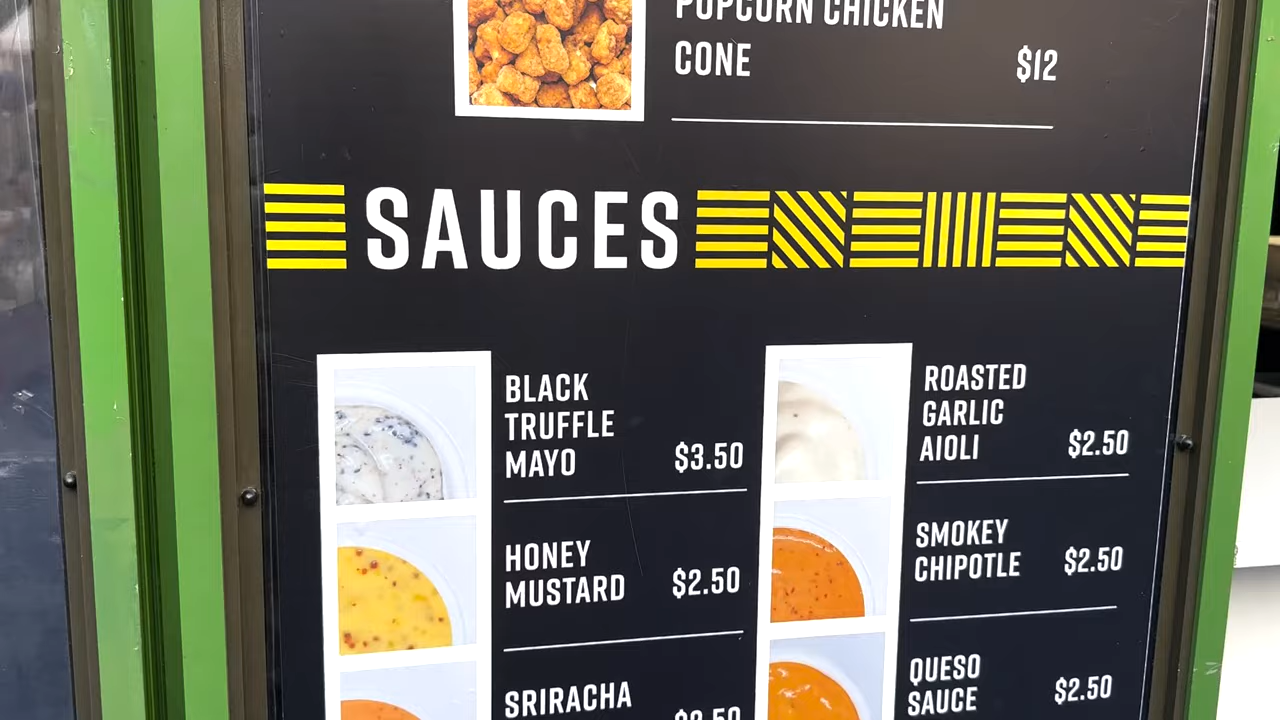 POPCORN CHICKEN
CONE
$12
SAUCES
BLACK
TRUFFLE
MAYO
$3.50
HONEY
MUSTARD
$2.50
SRIRACHA
ROASTED
GARLIC
AIOLI
$2.50
SMOKEY
CHIPOTLE
$2.50
QUESO
SAUCE
$2.50